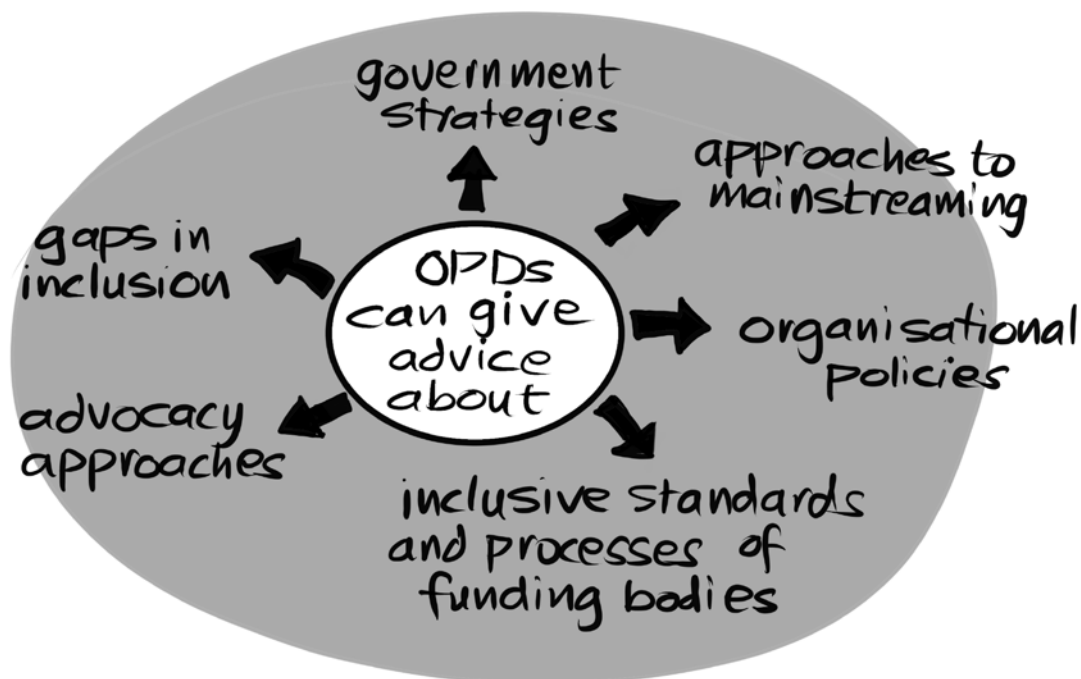 OPDs
can give
advice
about
government
strategies
approaches to
mainstreaming
organisational
policies
inclusive standards
and processes of
funding bodies
advocacy
approaches
gaps in
inclusion